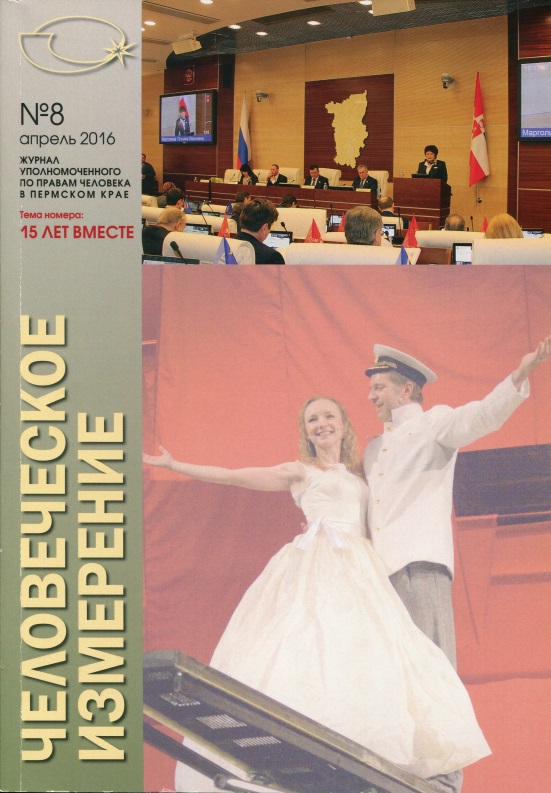 №8
апрель 2016
ЖУРНАЛ
УПОЛНОМОЧЕННОГО
ПО ПРАВАМ ЧЕЛОВЕКА
В ПЕРМСКОМ КРАЕ
Тема номера:
15 ЛЕТ ВМЕСТЕ
ЧЕЛОВЕЧЕСКОЕ
ИЗМЕРЕНИЕ